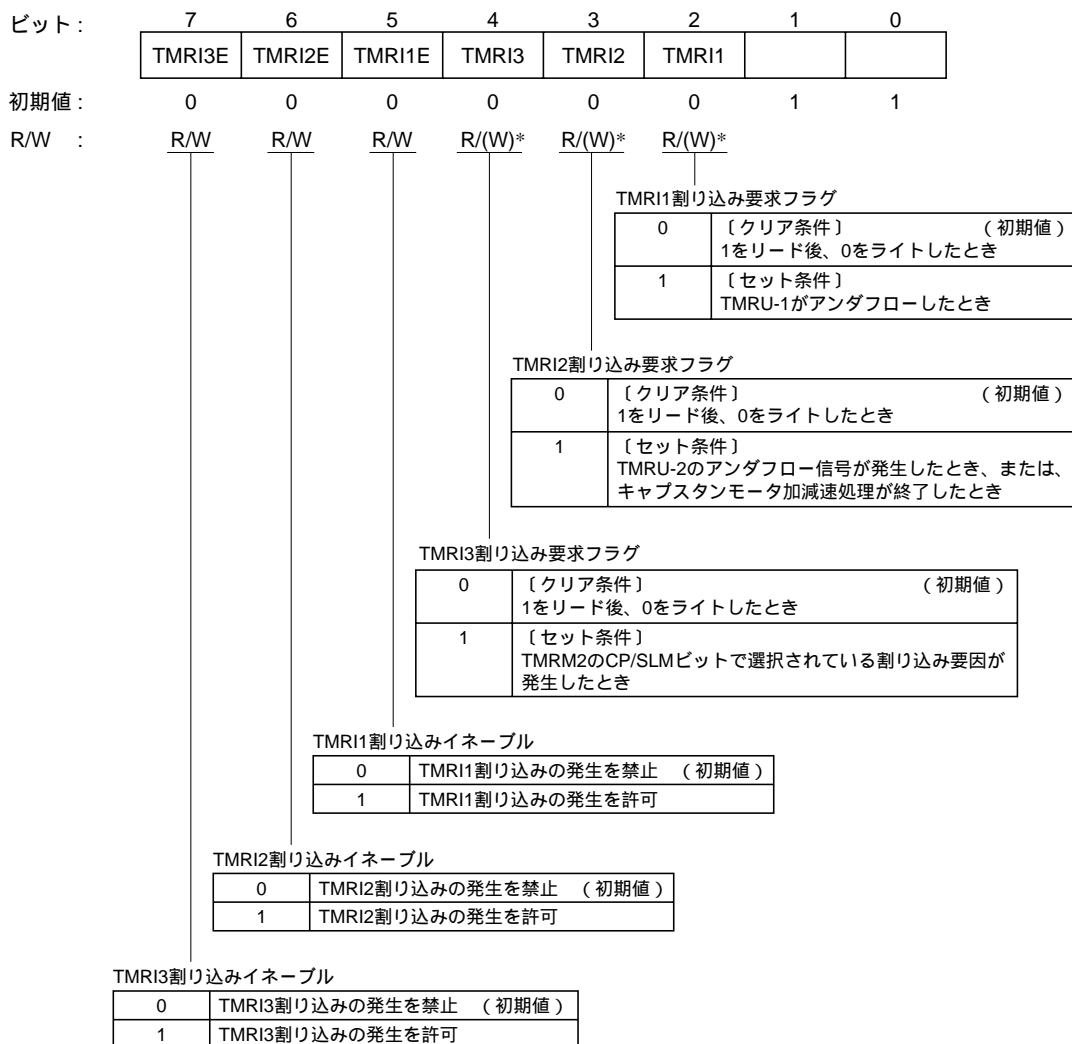 ビット : 7 6 5 4 3 2 1 0
TMRI3E TMRI2E TMRI1E TMRI3 TMRI2 TMRI1
初期値 : 0 0 0 0 0 0 1 1
R/W : R/W R/W R/W R/(W)* R/(W)* R/(W)*
TMRI1割り込み要求フラグ
0 〔クリア条件〕 (初期値)
1をリード後、0をライトしたとき
1 〔セット条件〕
TMRU-1がアンダフローしたとき
TMRI2割り込み要求フラグ
0 〔クリア条件〕 (初期値)
1をリード後、0をライトしたとき
1 〔セット条件〕
TMRU-2のアンダフロー信号が発生したとき、または、
キャプスタンモータ加減速処理が終了したとき
TMRI3割り込み要求フラグ
0 〔クリア条件〕 (初期値)
1をリード後、0をライトしたとき
1 〔セット条件〕
TMRM2のCP/SLMビットで選択されている割り込み要因が
発生したとき
TMRI1割り込みイネーブル
0 TMRI1割り込みの発生を禁止 (初期値)
1 TMRI1割り込みの発生を許可
TMRI2割り込みイネーブル
0 TMRI2割り込みの発生を禁止 (初期値)
1 TMRI2割り込みの発生を許可
TMRI3割り込みイネーブル
0 TMRI3割り込みの発生を禁止 (初期値)
1 TMRI3割り込みの発生を許可